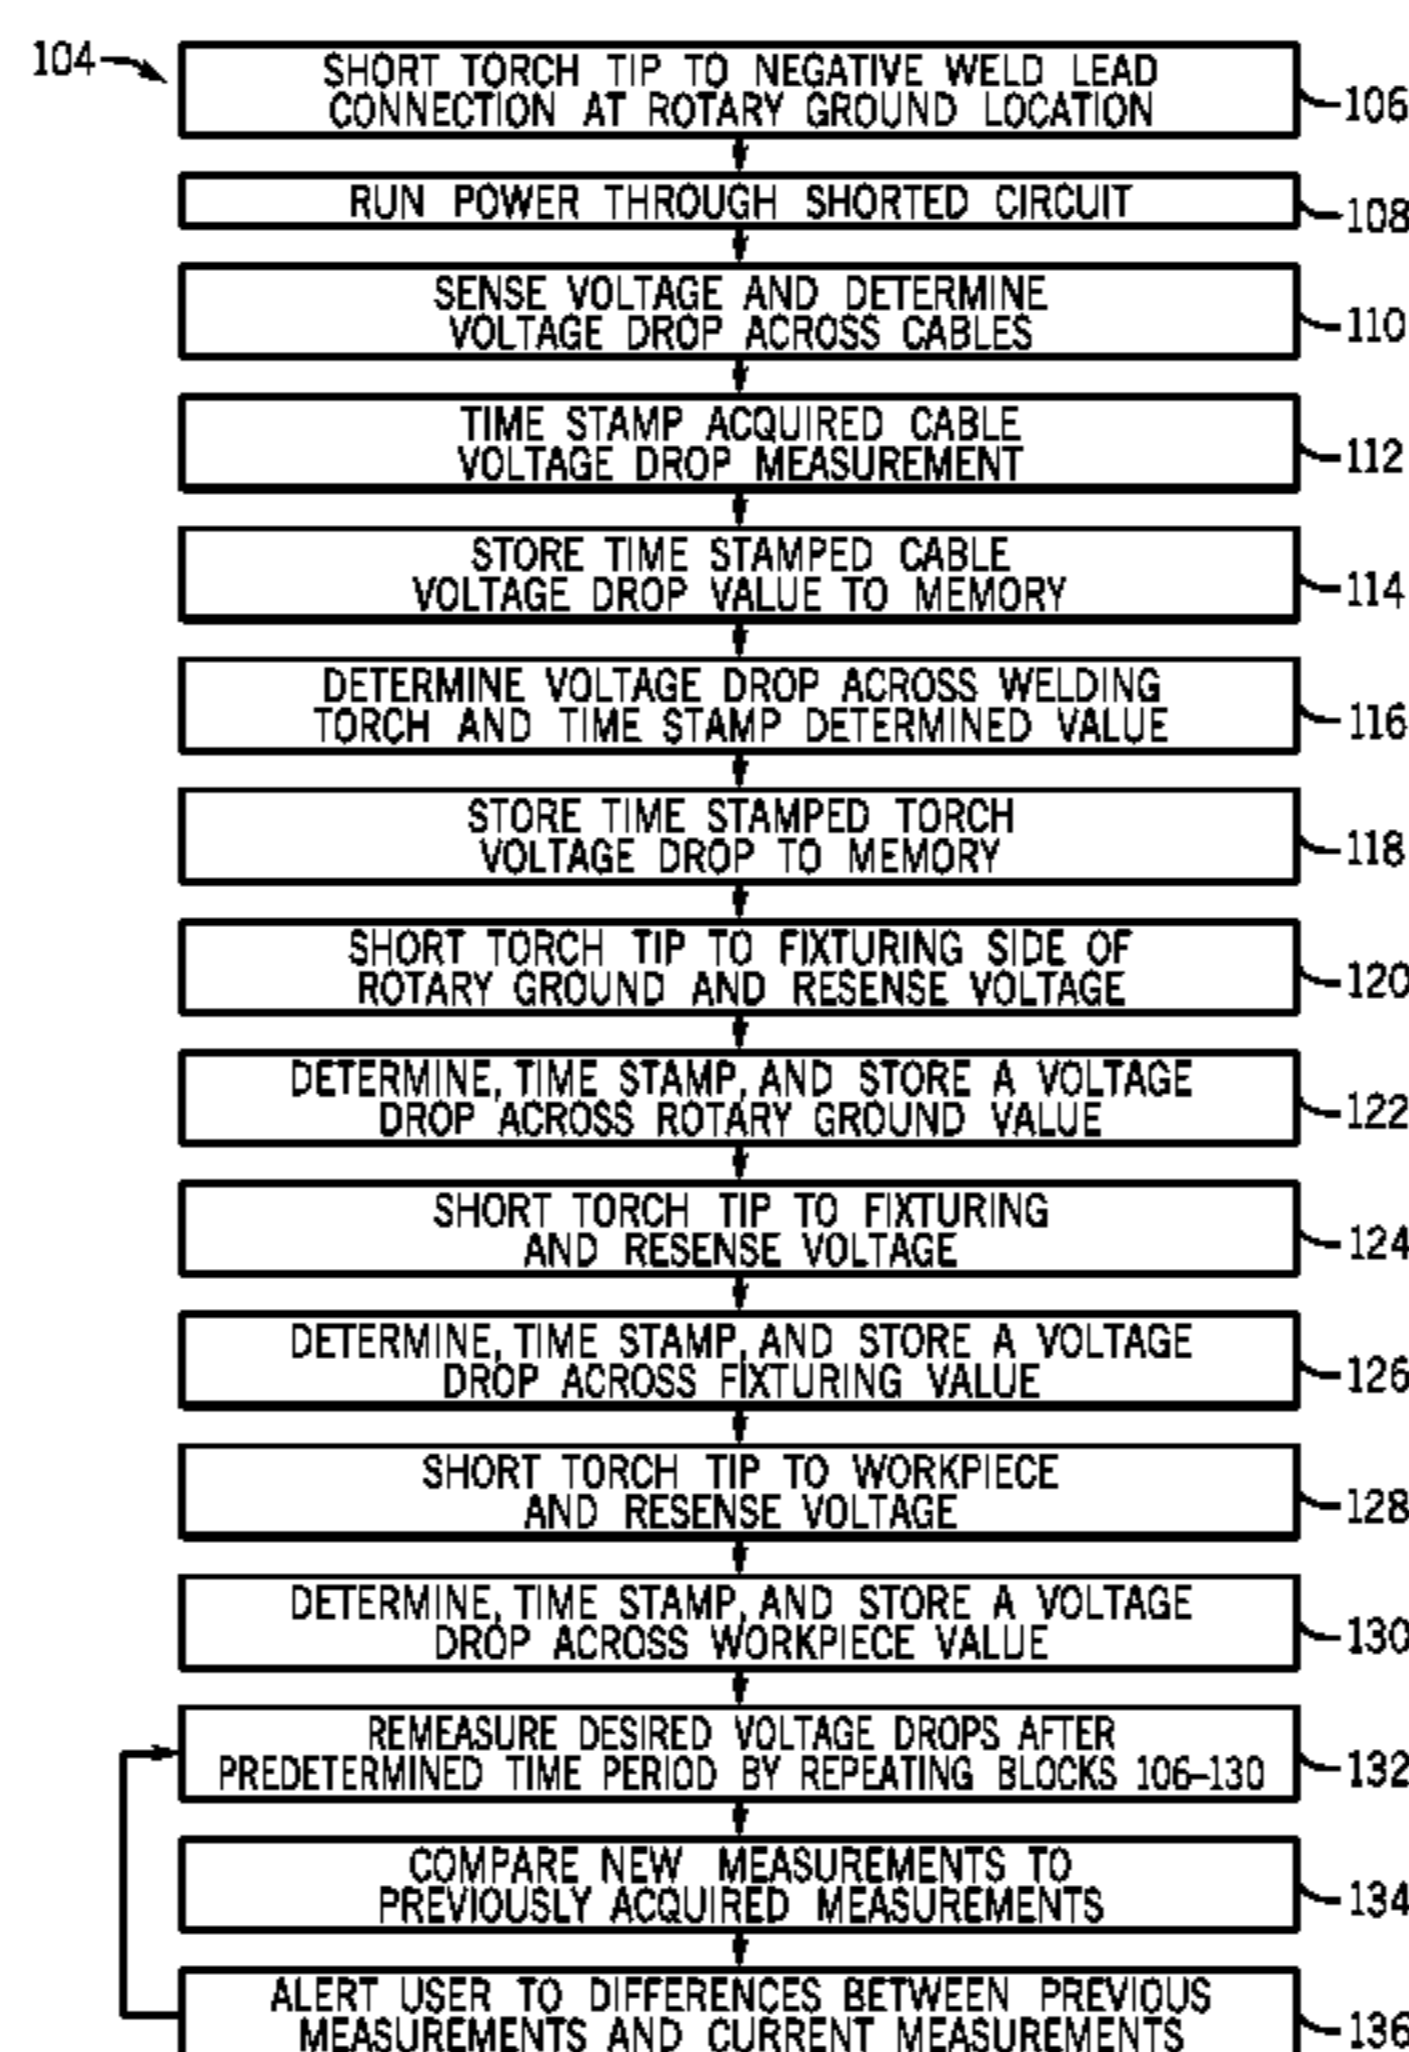 104
SHORT TORCH TIP TO NEGATIVE WELD LEAD
CONNECTION AT ROTARY GROUND LOCATION
106
RUN POWER THROUGH SHORTED CIRCUIT
108
SENSE VOLTAGE AND DETERMINE
VOLTAGE DROP ACROSS CABLES
110
TIME STAMP ACQUIRED CABLE
VOLTAGE DROP MEASUREMENT
112
STORE TIME STAMPED CABLE
VOLTAGE DROP VALUE TO MEMORY
114
DETERMINE VOLTAGE DROP ACROSS WELDING
TORCH AND TIME STAMP DETERMINED VALUE
116
STORE TIME STAMPED TORCH
VOLTAGE DROP TO MEMORY
118
SHORT TORCH TIP TO FIXTURING SIDE OF
ROTARY GROUND AND RESENSE VOLTAGE
120
DETERMINE, TIME STAMP, AND STORE A VOLTAGE
DROP ACROSS ROTARY GROUND VALUE
122
SHORT TORCH TIP TO FIXTURING
AND RESENSE VOLTAGE
124
DETERMINE, TIME STAMP, AND STORE A VOLTAGE
DROP ACROSS FIXTURING VALUE
126
SHORT TORCH TIP TO WORKPIECE
AND RESENSE VOLTAGE
128
DETERMINE, TIME STAMP, AND STORE A VOLTAGE
DROP ACROSS WORKPIECE VALUE
130
REMEASURE DESIRED VOLTAGE DROPS AFTER
PREDETERMINED TIME PERIOD BY REPEATING BLOCKS 106-130
132
COMPARE NEW MEASUREMENTS TO
PREVIOUSLY ACQUIRED MEASUREMENTS
134
ALERT USER TO DIFFERENCES BETWEEN PREVIOUS
MEASUREMENTS AND CURRENT MEASUREMENTS
136